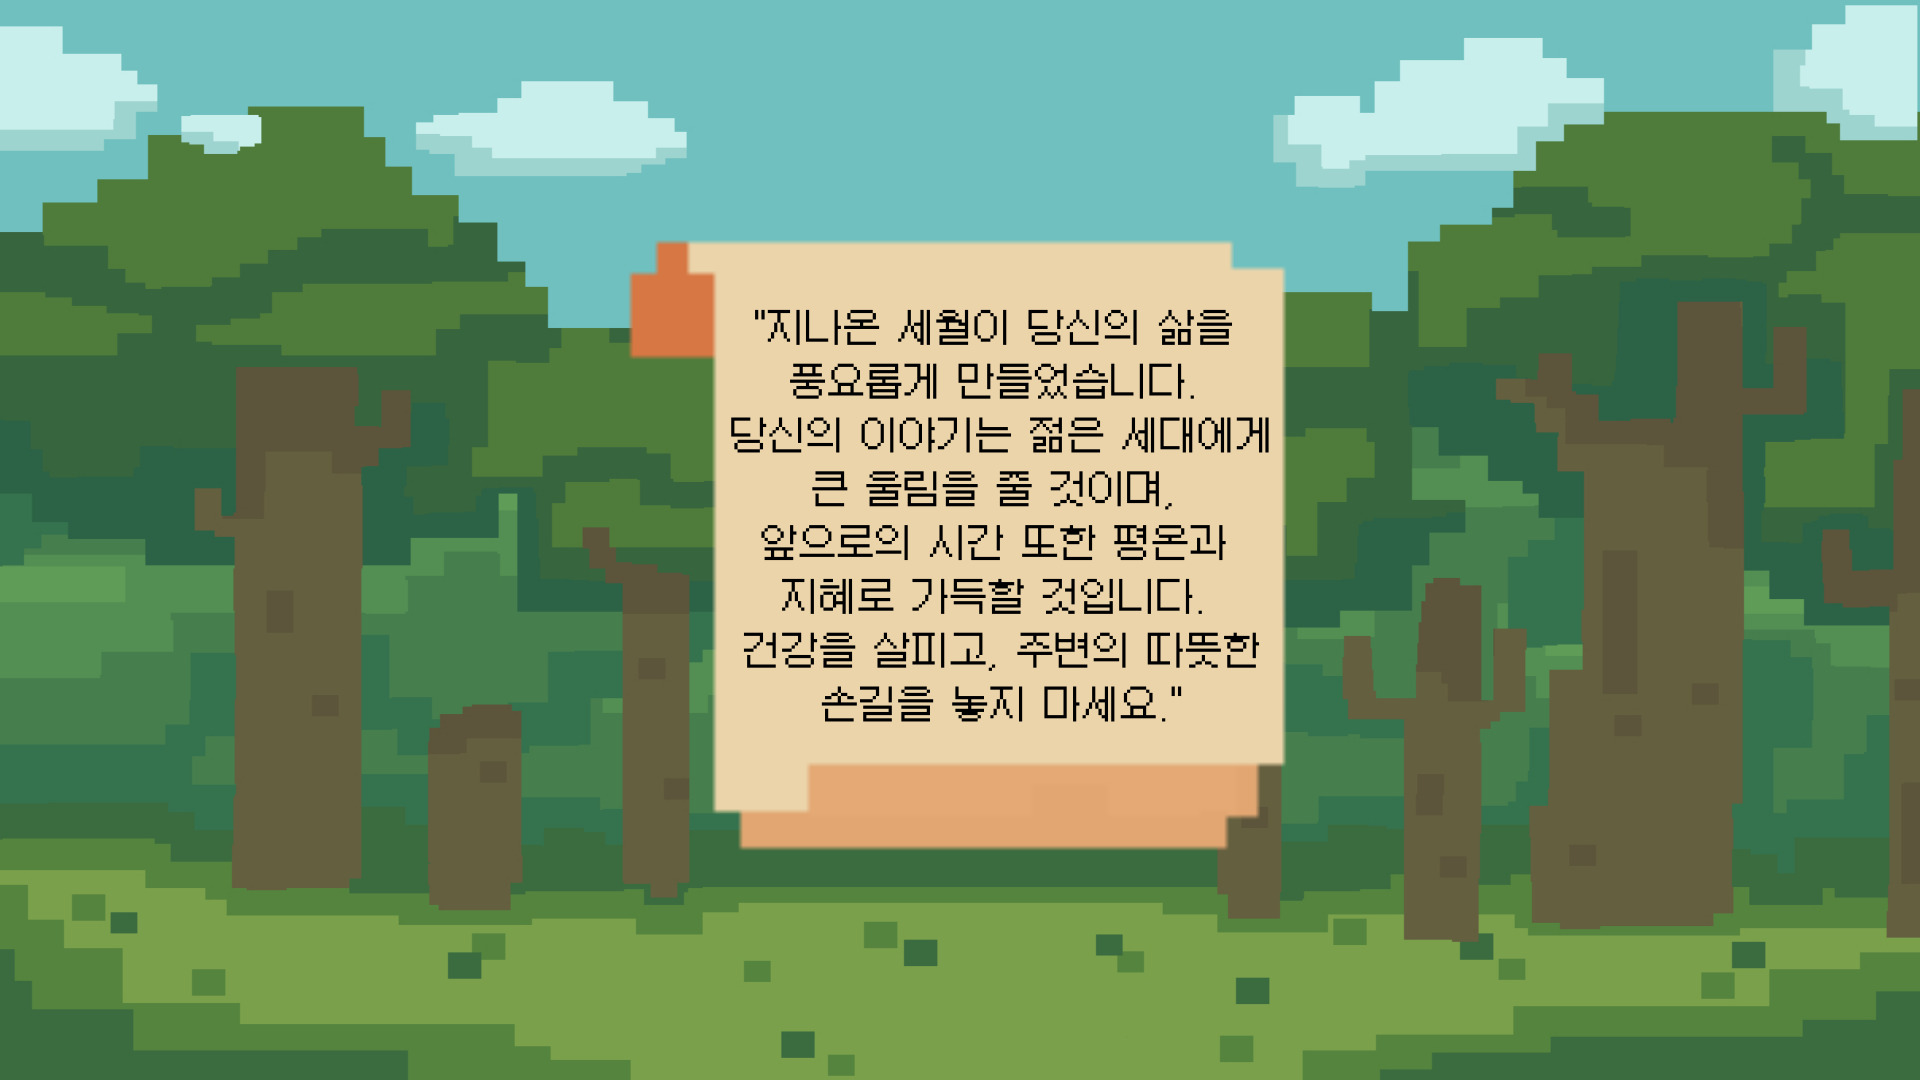 "지나온 세월이 당신의 삶을
풍요롭게 만들었습니다.
당신의 이야기는 젊은 세대에게
큰 울림을 줄 것이며,
앞으로의 시간 또한 평온과
지혜로 가득할 것입니다.
건강을 살피고, 주변의 따뜻한
손길을 놓지 마세요."